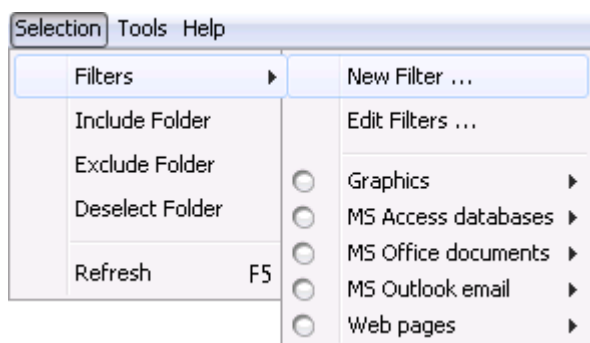 Selection Tools Help
Filters
Include Folder
Exclude Folder
Deselect Folder
Refresh F5
New Filter ...
Edit Filters ...
Graphics
MS Access databases
MS Office documents
MS Outlook email
Web pages